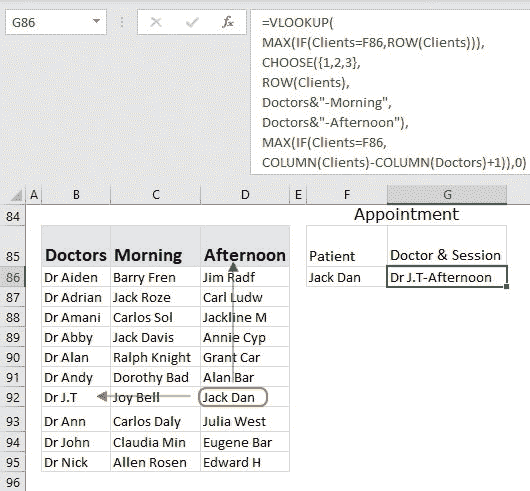 G86
fx
=VLOOKUP(
MAX(IF(Clients=F86,ROW(Clients))),
CHOOSE({1,2,3},
ROW(Clients),
Doctors&"-Morning",
Doctors&"-Afternoon"),
MAX(IF(Clients=F86,
COLUMN(Clients)-COLUMN(Doctors)+1)),0)
A B C D E F G
84 Appointment
85 Doctors Morning Afternoon Patient Doctor & Session
86 Dr Aiden Barry Fren Jim Radf Jack Dan Dr J.T-Afternoon
87 Dr Adrian Jack Roze Carl Ludw
88 Dr Amani Carlos Sol Jackline M
89 Dr Abby Jack Davis Annie Cyp
90 Dr Alan Ralph Knight Grant Car
91 Dr Andy Dorothy Bad Alan Bar
92 Dr J.T Joy Bell Jack Dan
93 Dr Ann Carlos Daly Julia West
94 Dr John Claudia Min Eugene Bar
95 Dr Nick Allen Rosen Edward H
96